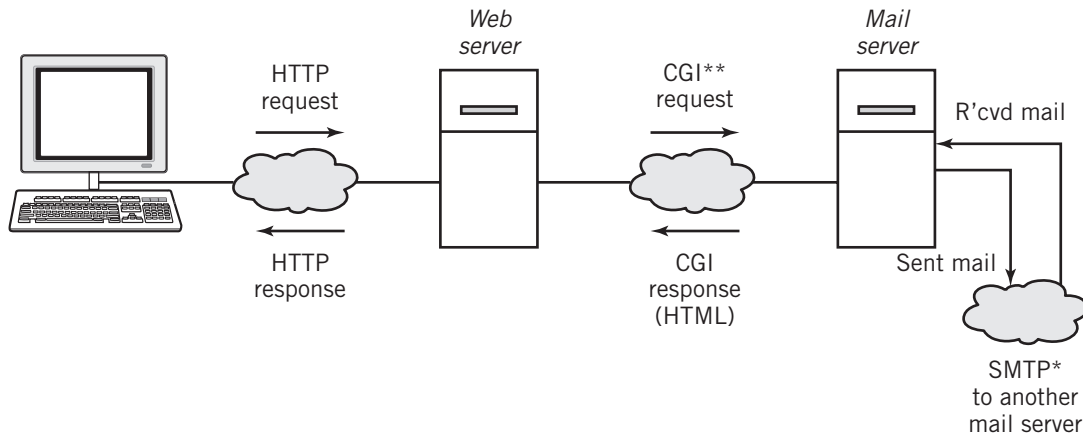 Web
server
Mail
server
HTTP
request
CGI**
request
R'cvd mail
HTTP
response
CGI
response
(HTML)
Sent mail
SMTP*
to another
mail server